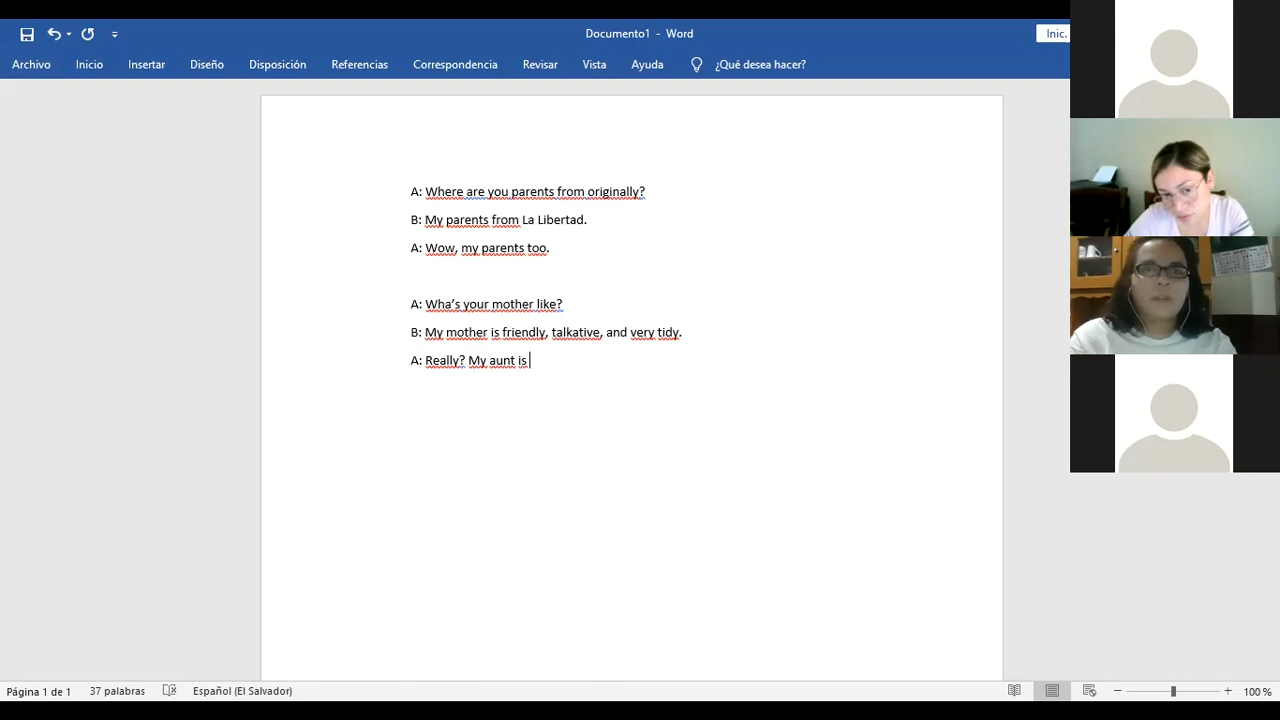 Documento1 - Word
Inic.
Archivo Inicio Insertar Diseño Disposición Referencias Correspondencia Revisar Vista Ayuda ¿Qué desea hacer?
A: Where are you parents from originally?
B: My parents from La Libertad.
A: Wow, my parents too.
A: Wha’s your mother like?
B: My mother is friendly, talkative, and very tidy.
A: Really? My aunt is
Página 1 de 1 37 palabras Español (El Salvador) 100 %